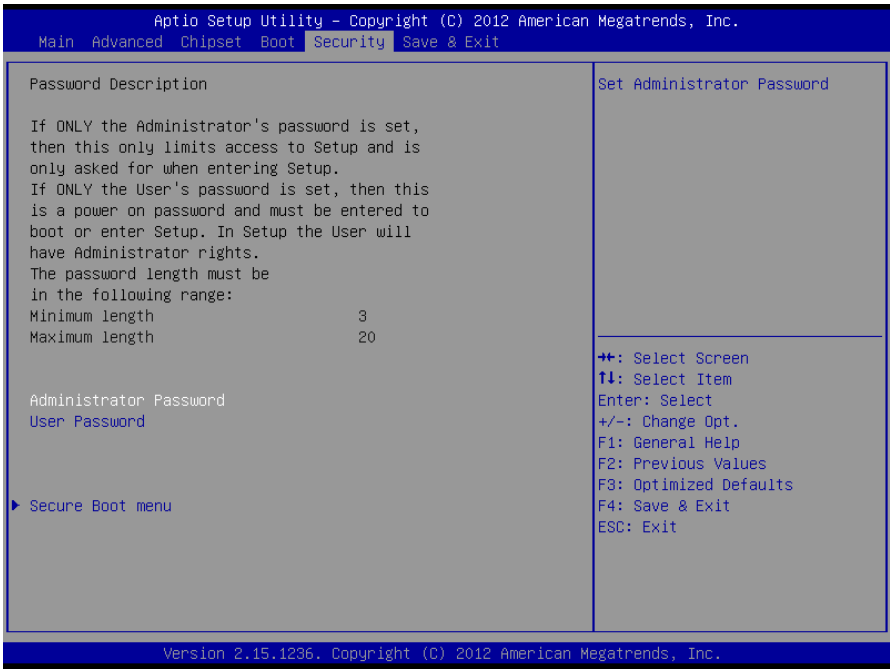 Aptio Setup Utility – Copyright (C) 2012 American Megatrends, Inc.
Main Advanced Chipset Boot Security Save & Exit
Password Description
If ONLY the Administrator's password is set,
then this only limits access to Setup and is
only asked for when entering Setup.
If ONLY the User's password is set, then this
is a power on password and must be entered to
boot or enter Setup. In Setup the User will
have Administrator rights.
The password length must be
in the following range:
Minimum length 3
Maximum length 20
Administrator Password
User Password
▶ Secure Boot menu
Set Administrator Password
→←: Select Screen
↑↓: Select Item
Enter: Select
+/-: Change Opt.
F1: General Help
F2: Previous Values
F3: Optimized Defaults
F4: Save & Exit
ESC: Exit
Version 2.15.1236. Copyright (C) 2012 American Megatrends, Inc.